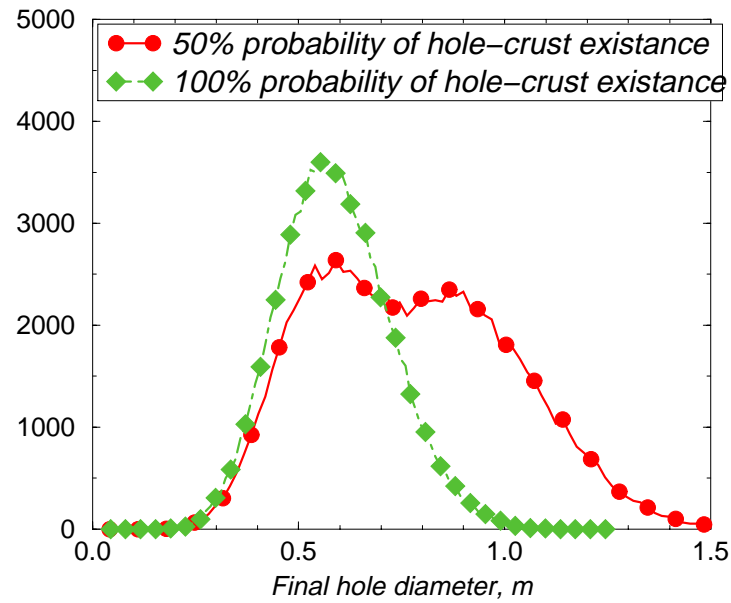 5000
50% probability of hole−crust existance
100% probability of hole−crust existance
4000
3000
2000
1000
0
0.0 0.5 1.0 1.5
Final hole diameter, m